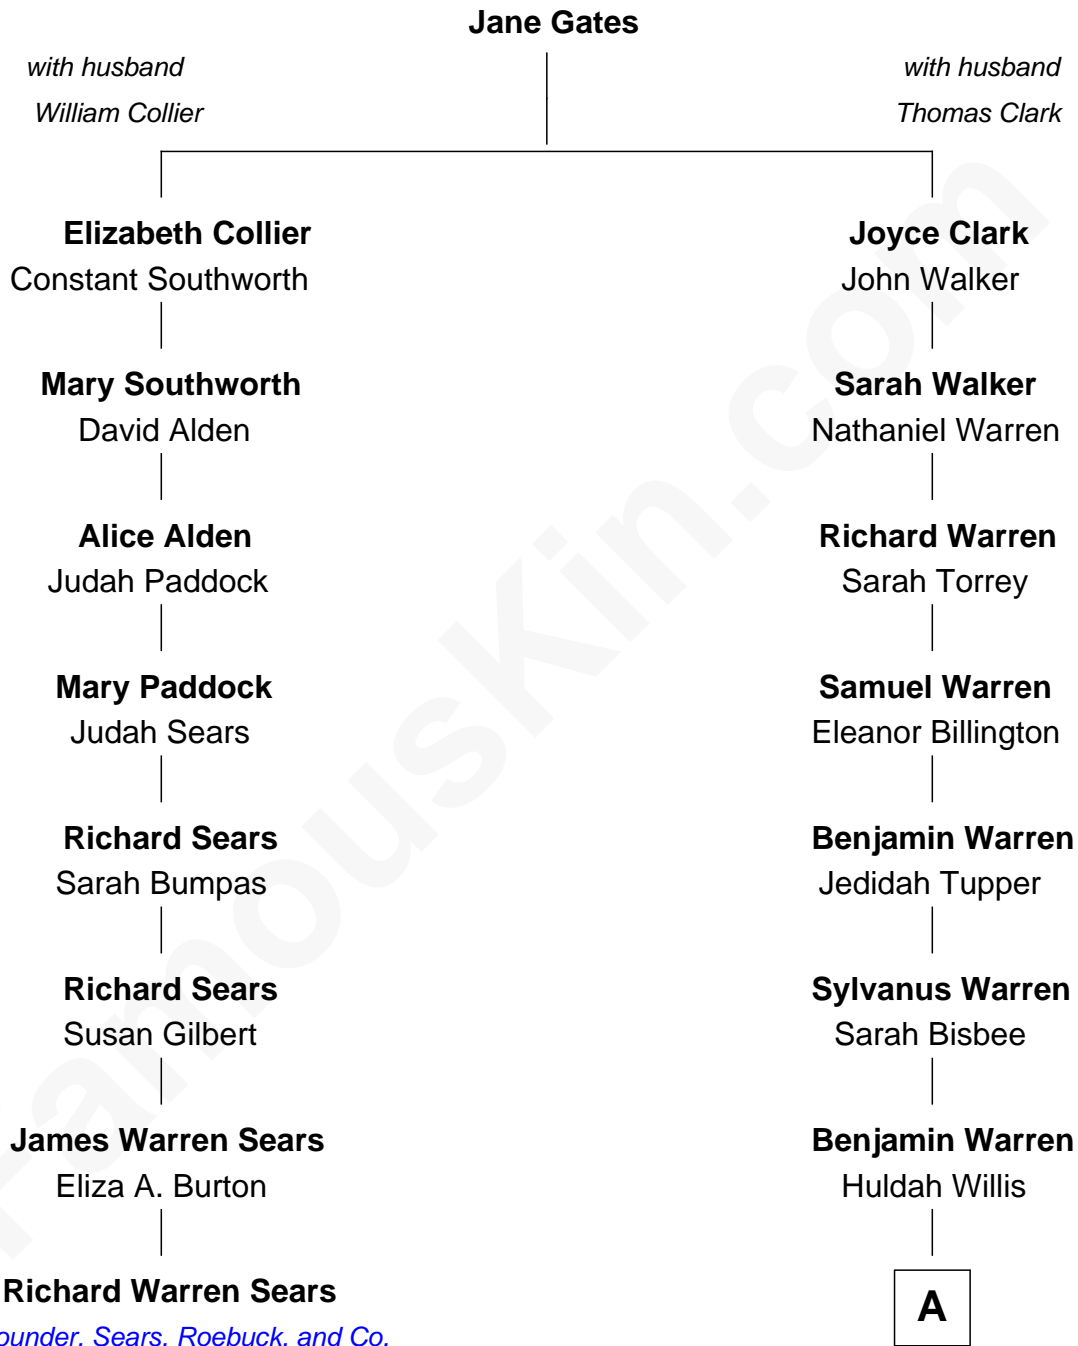 Jane Gates
with husband
William Collier
with husband
Thomas Clark
Elizabeth Collier
Constant Southworth
Joyce Clark
John Walker
Mary Southworth
David Alden
Sarah Walker
Nathaniel Warren
Alice Alden
Judah Paddock
Richard Warren
Sarah Torrey
Mary Paddock
Judah Sears
Samuel Warren
Eleanor Billington
Richard Sears
Sarah Bumpas
Benjamin Warren
Jedidah Tupper
Richard Sears
Susan Gilbert
Sylvanus Warren
Sarah Bisbee
James Warren Sears
Eliza A. Burton
Benjamin Warren
Huldah Willis
Richard Warren Sears
ounder, Sears, Roebuck, and Co.
A
FamousKin.com